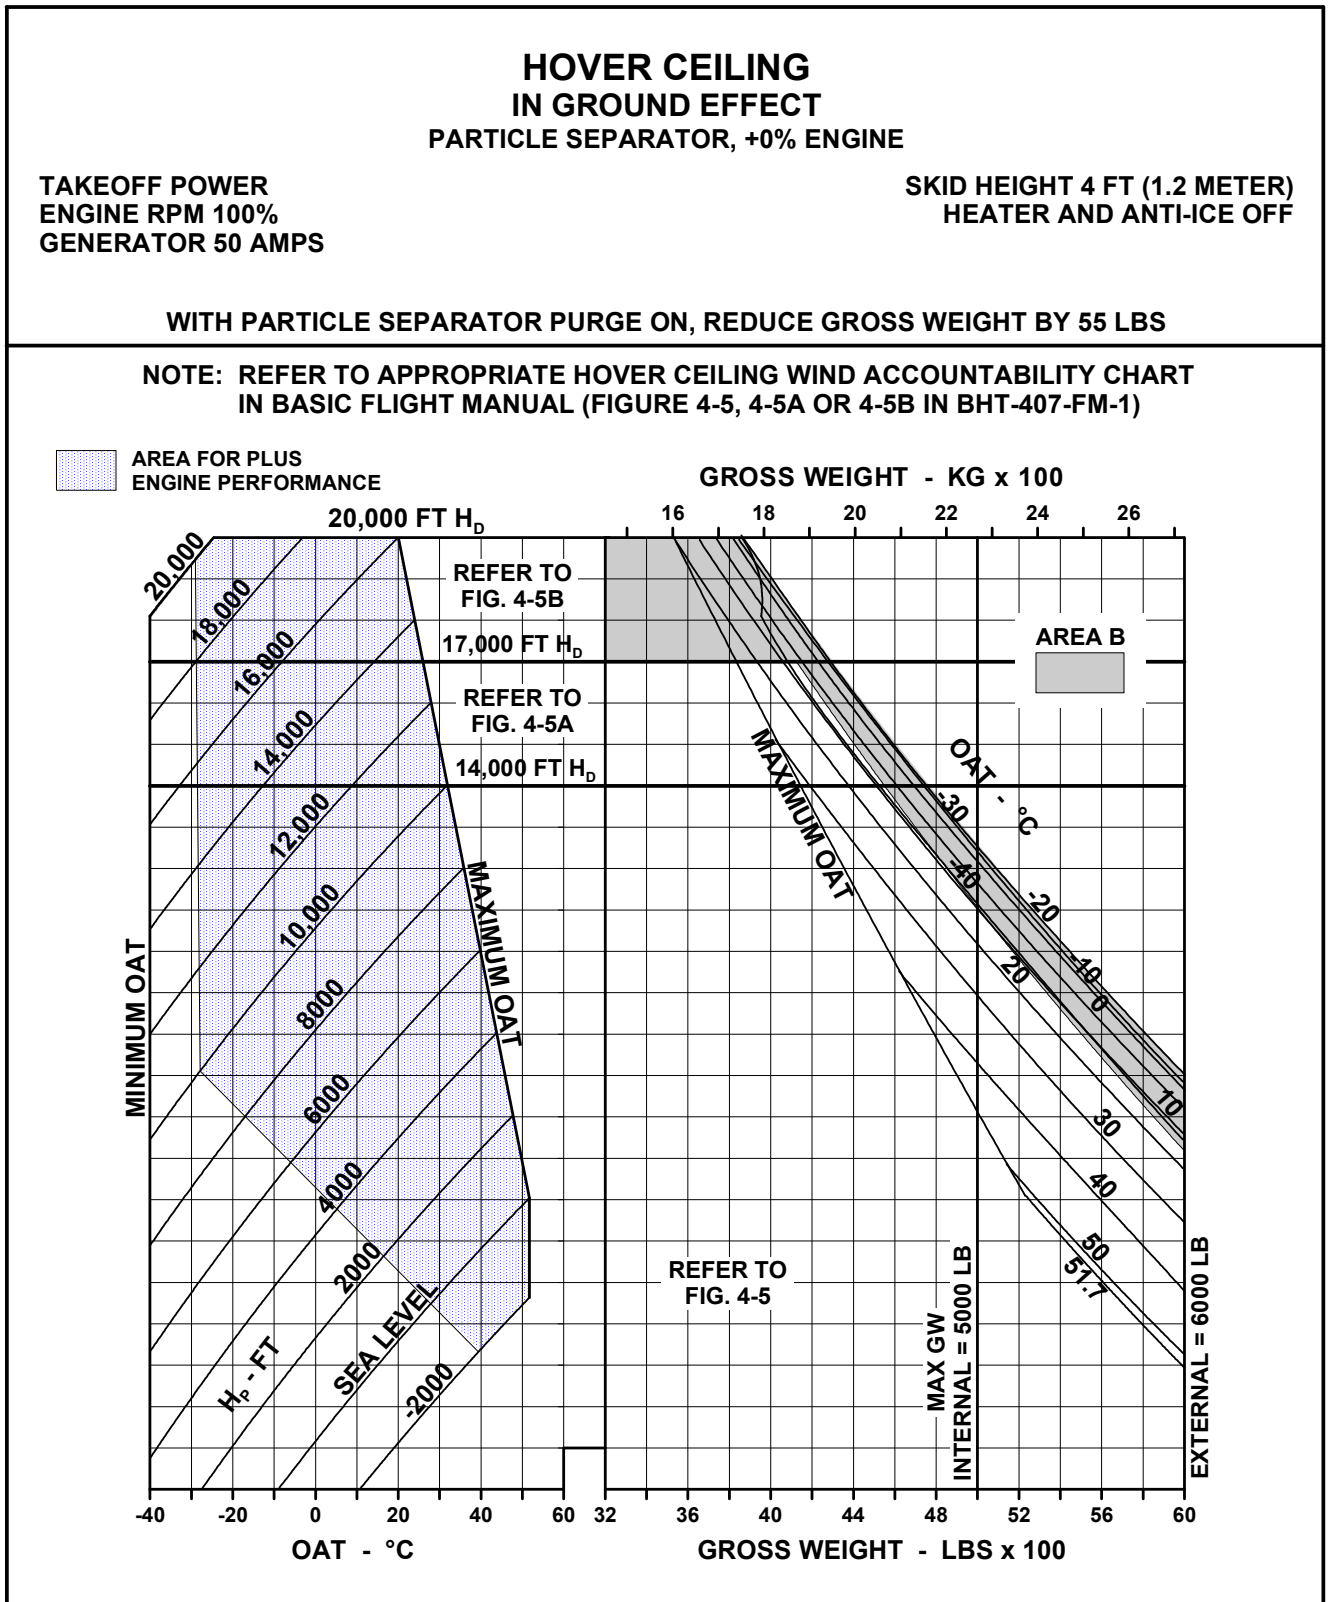 HOVER CEILING
IN GROUND EFFECT
PARTICLE SEPARATOR, +0% ENGINE
TAKEOFF POWER
ENGINE RPM 100%
GENERATOR 50 AMPS
SKID HEIGHT 4 FT (1.2 METER)
HEATER AND ANTI-ICE OFF
WITH PARTICLE SEPARATOR PURGE ON, REDUCE GROSS WEIGHT BY 55 LBS
NOTE: REFER TO APPROPRIATE HOVER CEILING WIND ACCOUNTABILITY CHART
IN BASIC FLIGHT MANUAL (FIGURE 4-5, 4-5A OR 4-5B IN BHT-407-FM-1)
AREA FOR PLUS
ENGINE PERFORMANCE
GROSS WEIGHT - KG x 100
16 18 20 22 24 26
20,000 FT HD
20,000
18,000
16,000
14,000
12,000
10,000
8000
6000
4000
2000
SEA LEVEL
-2000
HP - FT
MINIMUM OAT
MAXIMUM OAT
REFER TO
FIG. 4-5B
17,000 FT HD
REFER TO
FIG. 4-5A
14,000 FT HD
AREA B
MAXIMUM OAT
OAT - °C
-30
-40
-20
-10
0
10
20
30
40
50
51.7
REFER TO
FIG. 4-5
MAX GW
INTERNAL = 5000 LB
EXTERNAL = 6000 LB
-40 -20 0 20 40 60
32 36 40 44 48 52 56 60
OAT - °C
GROSS WEIGHT - LBS x 100